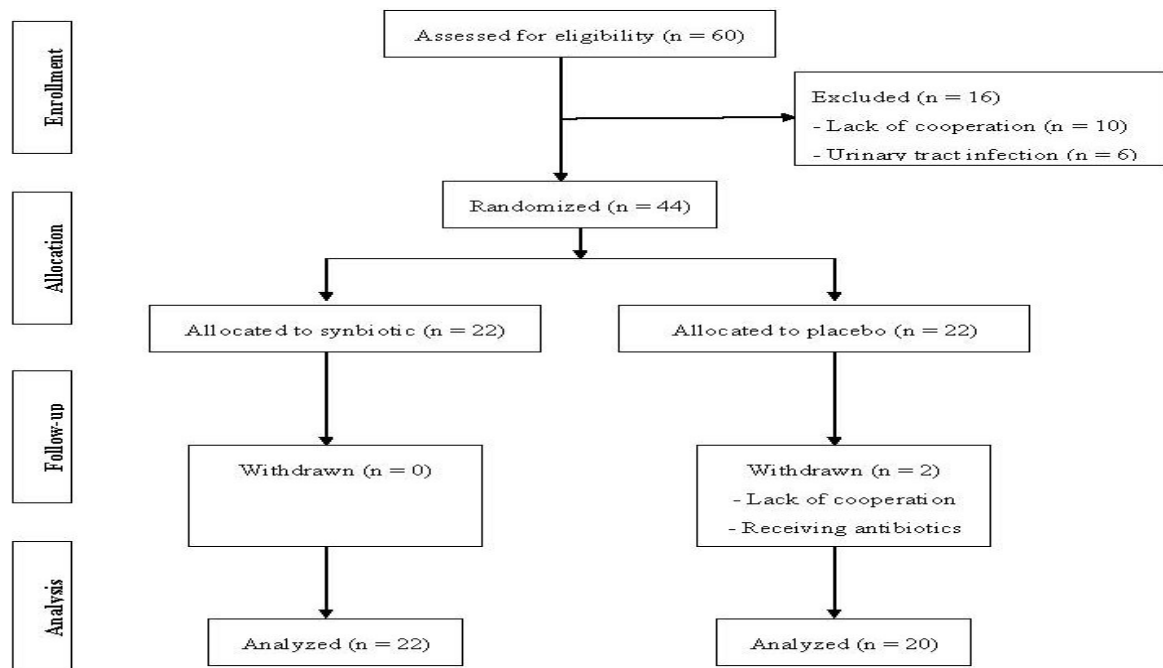 Enrollment
Assessed for eligibility (n = 60)
Excluded (n = 16)
- Lack of cooperation (n = 10)
- Urinary tract infection (n = 6)
Randomized (n = 44)
Allocation
Allocated to synbiotic (n = 22)
Allocated to placebo (n = 22)
Follow-up
Withdrawn (n = 0)
Withdrawn (n = 2)
- Lack of cooperation
- Receiving antibiotics
Analysis
Analyzed (n = 22)
Analyzed (n = 20)